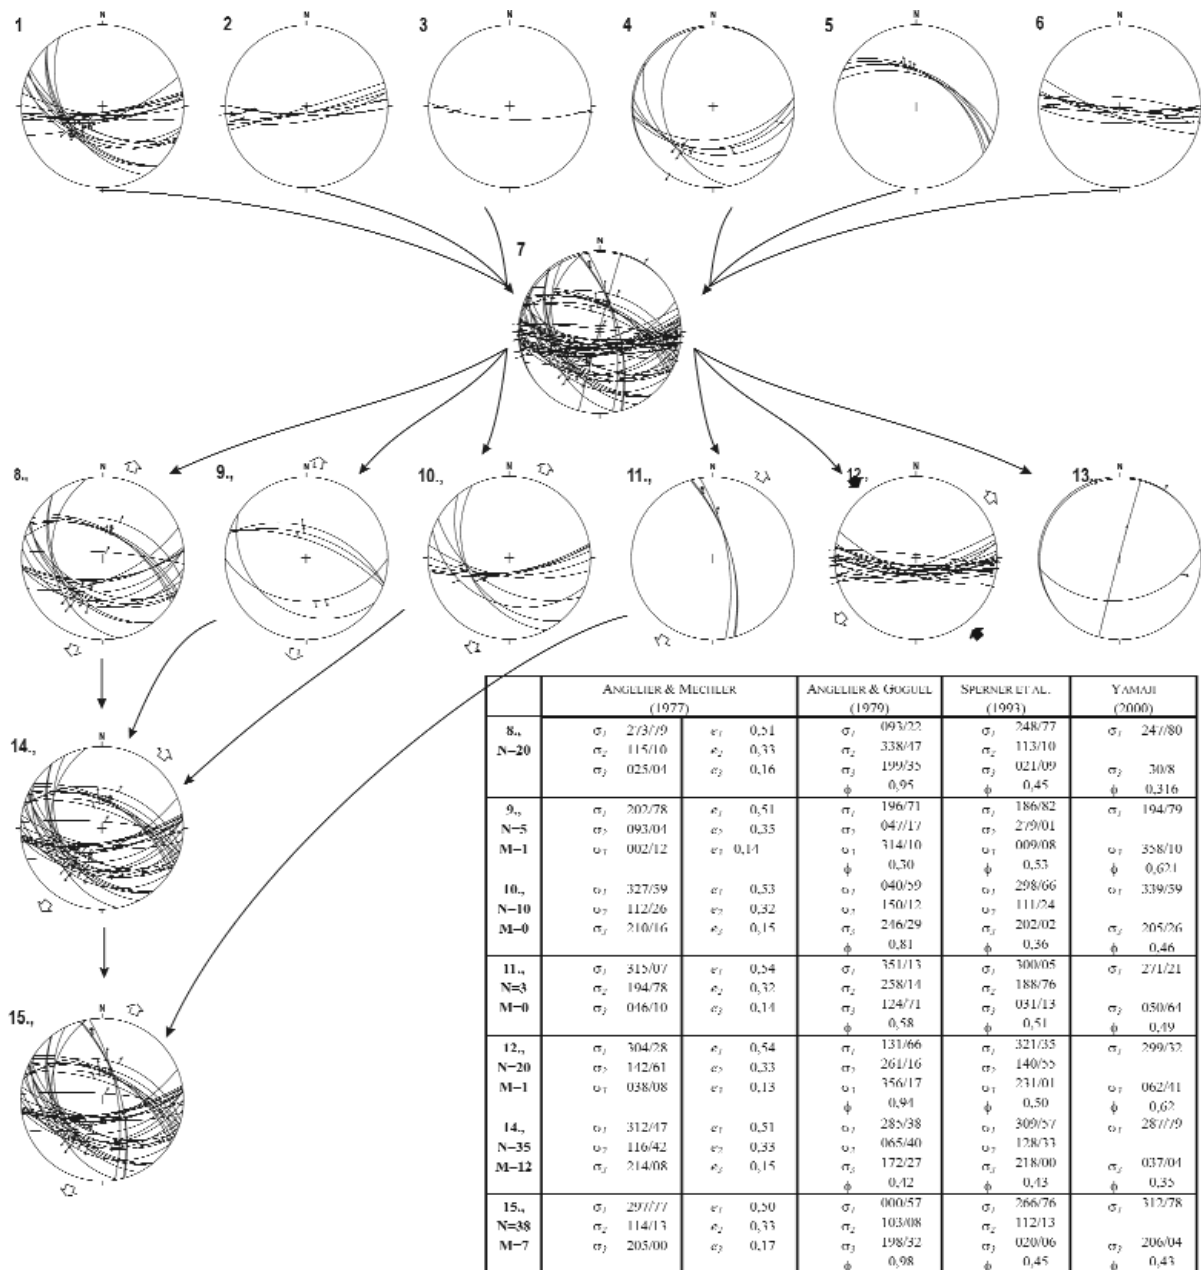 1 2 3 4 5 6
N N N N N N
7
N
8., 9., 10., 11., 12, 13.,
N N N N N N
14.,
N
15.,
N
ANGELIER & MECHLER (1977) ANGELIER & GOGUEL (1979) SPERNER ET AL. (1993) YAMAJI (2000)
8., σ1 273/79 e1 0,51 σ1 093/22 σ1 248/77 σ1 247/80
N=20 σ2 115/10 e2 0,33 σ2 338/47 σ2 113/10
σ3 025/04 e3 0,16 σ3 199/35 σ3 021/09 σ3 30/8
ϕ 0,95 ϕ 0,45 ϕ 0,316
9., σ1 202/78 e1 0,51 σ1 196/71 σ1 186/82 σ1 194/79
N=5 σ2 093/04 e2 0,35 σ2 047/17 σ2 279/01
M=1 σ3 002/12 e3 0,14 σ3 314/10 σ3 009/08 σ3 358/10
ϕ 0,30 ϕ 0,53 ϕ 0,621
10., σ1 327/59 e1 0,53 σ1 040/59 σ1 298/66 σ1 339/59
N=10 σ2 112/26 e2 0,32 σ2 150/12 σ2 111/24
M=0 σ3 210/16 e3 0,15 σ3 246/29 σ3 202/02 σ3 205/26
ϕ 0,81 ϕ 0,36 ϕ 0,46
11., σ1 315/07 e1 0,54 σ1 351/13 σ1 300/05 σ1 271/21
N=3 σ2 194/78 e2 0,32 σ2 258/14 σ2 188/76
M=0 σ3 046/10 e3 0,14 σ3 124/71 σ3 031/13 σ3 050/64
ϕ 0,58 ϕ 0,51 ϕ 0,49
12., σ1 304/28 e1 0,54 σ1 131/66 σ1 321/35 σ1 299/32
N=20 σ2 142/61 e2 0,33 σ2 261/16 σ2 140/55
M=1 σ3 038/08 e3 0,13 σ3 356/17 σ3 231/01 σ3 062/41
ϕ 0,94 ϕ 0,50 ϕ 0,62
14., σ1 312/47 e1 0,51 σ1 285/38 σ1 309/57 σ1 287/79
N=35 σ2 116/42 e2 0,33 σ2 065/40 σ2 128/33
M=12 σ3 214/08 e3 0,15 σ3 172/27 σ3 218/00 σ3 037/04
ϕ 0,42 ϕ 0,43 ϕ 0,35
15., σ1 297/77 e1 0,50 σ1 000/57 σ1 266/76 σ1 312/78
N=38 σ2 114/13 e2 0,33 σ2 103/08 σ2 112/13
M=7 σ3 205/00 e3 0,17 σ3 198/32 σ3 020/06 σ3 206/04
ϕ 0,98 ϕ 0,45 ϕ 0,43